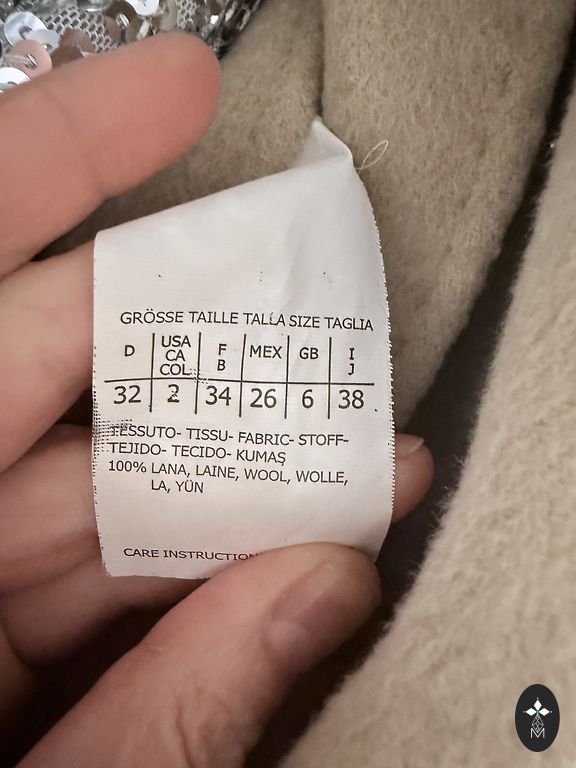 GRÖSSE TAILLE TALLA SIZE TAGLIA
D USA CA COL F B MEX GB I J
32 2 34 26 6 38
TESSUTO- TISSU- FABRIC- STOFF-
TEJIDO- TECIDO- KUMAŞ
100% LANA, LAINE, WOOL, WOLLE,
LA, YÜN
CARE INSTRUCTION
M